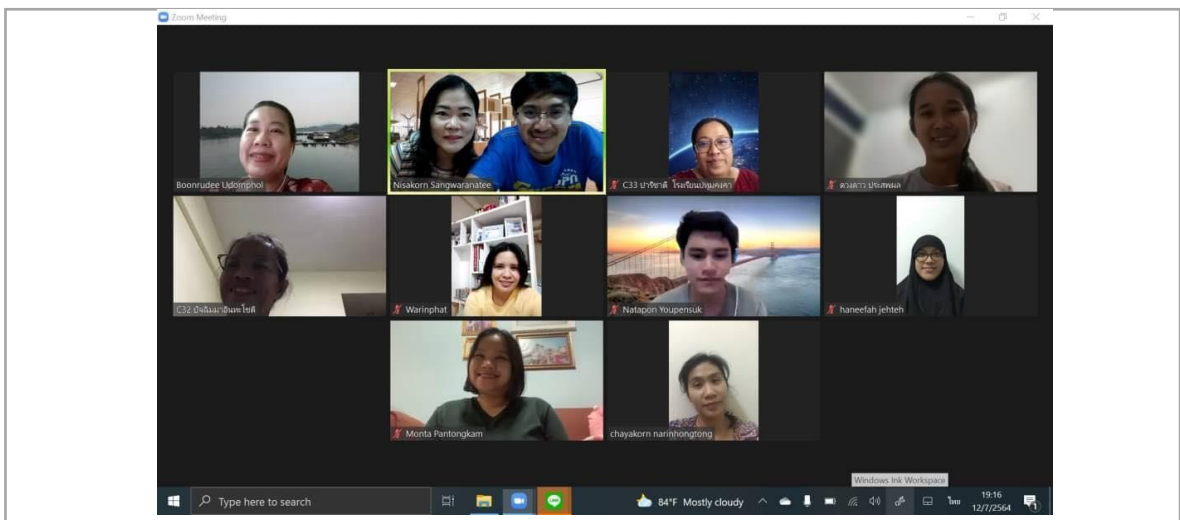 Zoom Meeting
Boonrudee Udomphol
Nisakorn Sangwaranatee
C33 ปาริชาติ โรงเรียนปทุมคงคา
ดวงดาว ประสพผล
C32 ปัจฉิมมาอินทะโชติ
Warinphat
Natapon Youpensuk
haneefah jehteh
Monta Pantongkam
chayakorn narinhongtong
Windows Ink Workspace
Type here to search
84°F Mostly cloudy
ไทย
19:16
12/7/2564
1